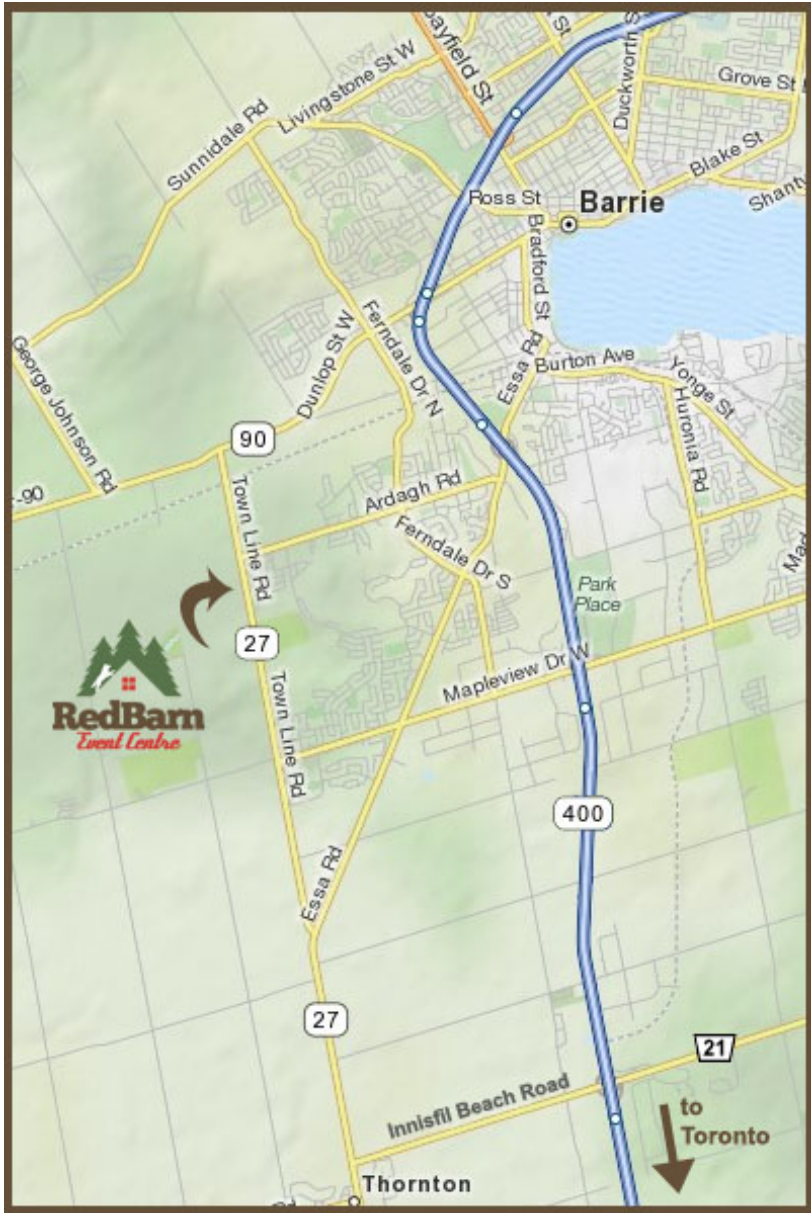 Bayfield St
St
Duckworth S
Grove St
Livingstone St W
Sunnidale Rd
Blake St
Shanty
Ross St
Barrie
Bradford St
Ferndale Dr N
Dunlop St W
Essa Rd
Burton Ave
Yonge St
Huronia Rd
George Johnson Rd
90
-90
Town Line Rd
Ardagh Rd
Ferndale Dr S
Park
Place
Map
27
RedBarn
Event Centre
Mapleview Dr W
Town Line Rd
400
Essa Rd
27
21
Innisfil Beach Road
to
Toronto
Thornton